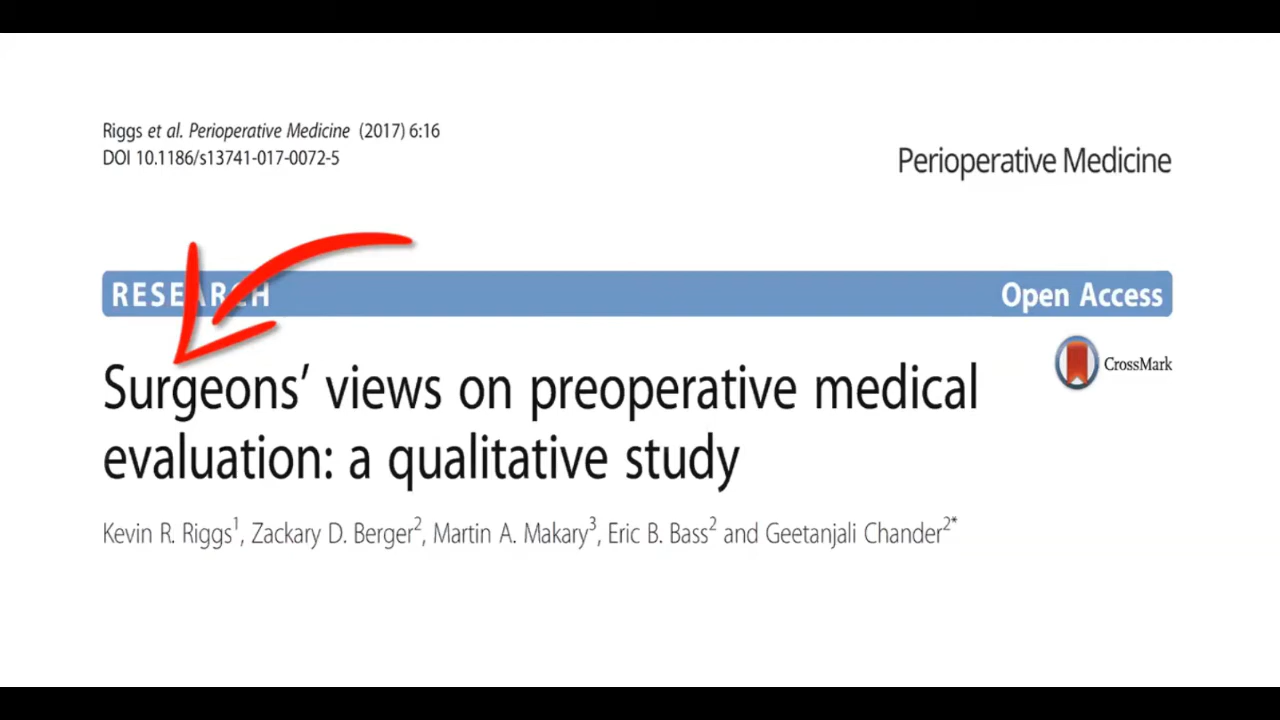 Riggs et al. Perioperative Medicine (2017) 6:16
DOI 10.1186/s13741-017-0072-5
Perioperative Medicine
RESEARCH
Open Access
Surgeons’ views on preoperative medical
evaluation: a qualitative study
CrossMark
Kevin R. Riggs1, Zackary D. Berger2, Martin A. Makary3, Eric B. Bass2 and Geetanjali Chander2*